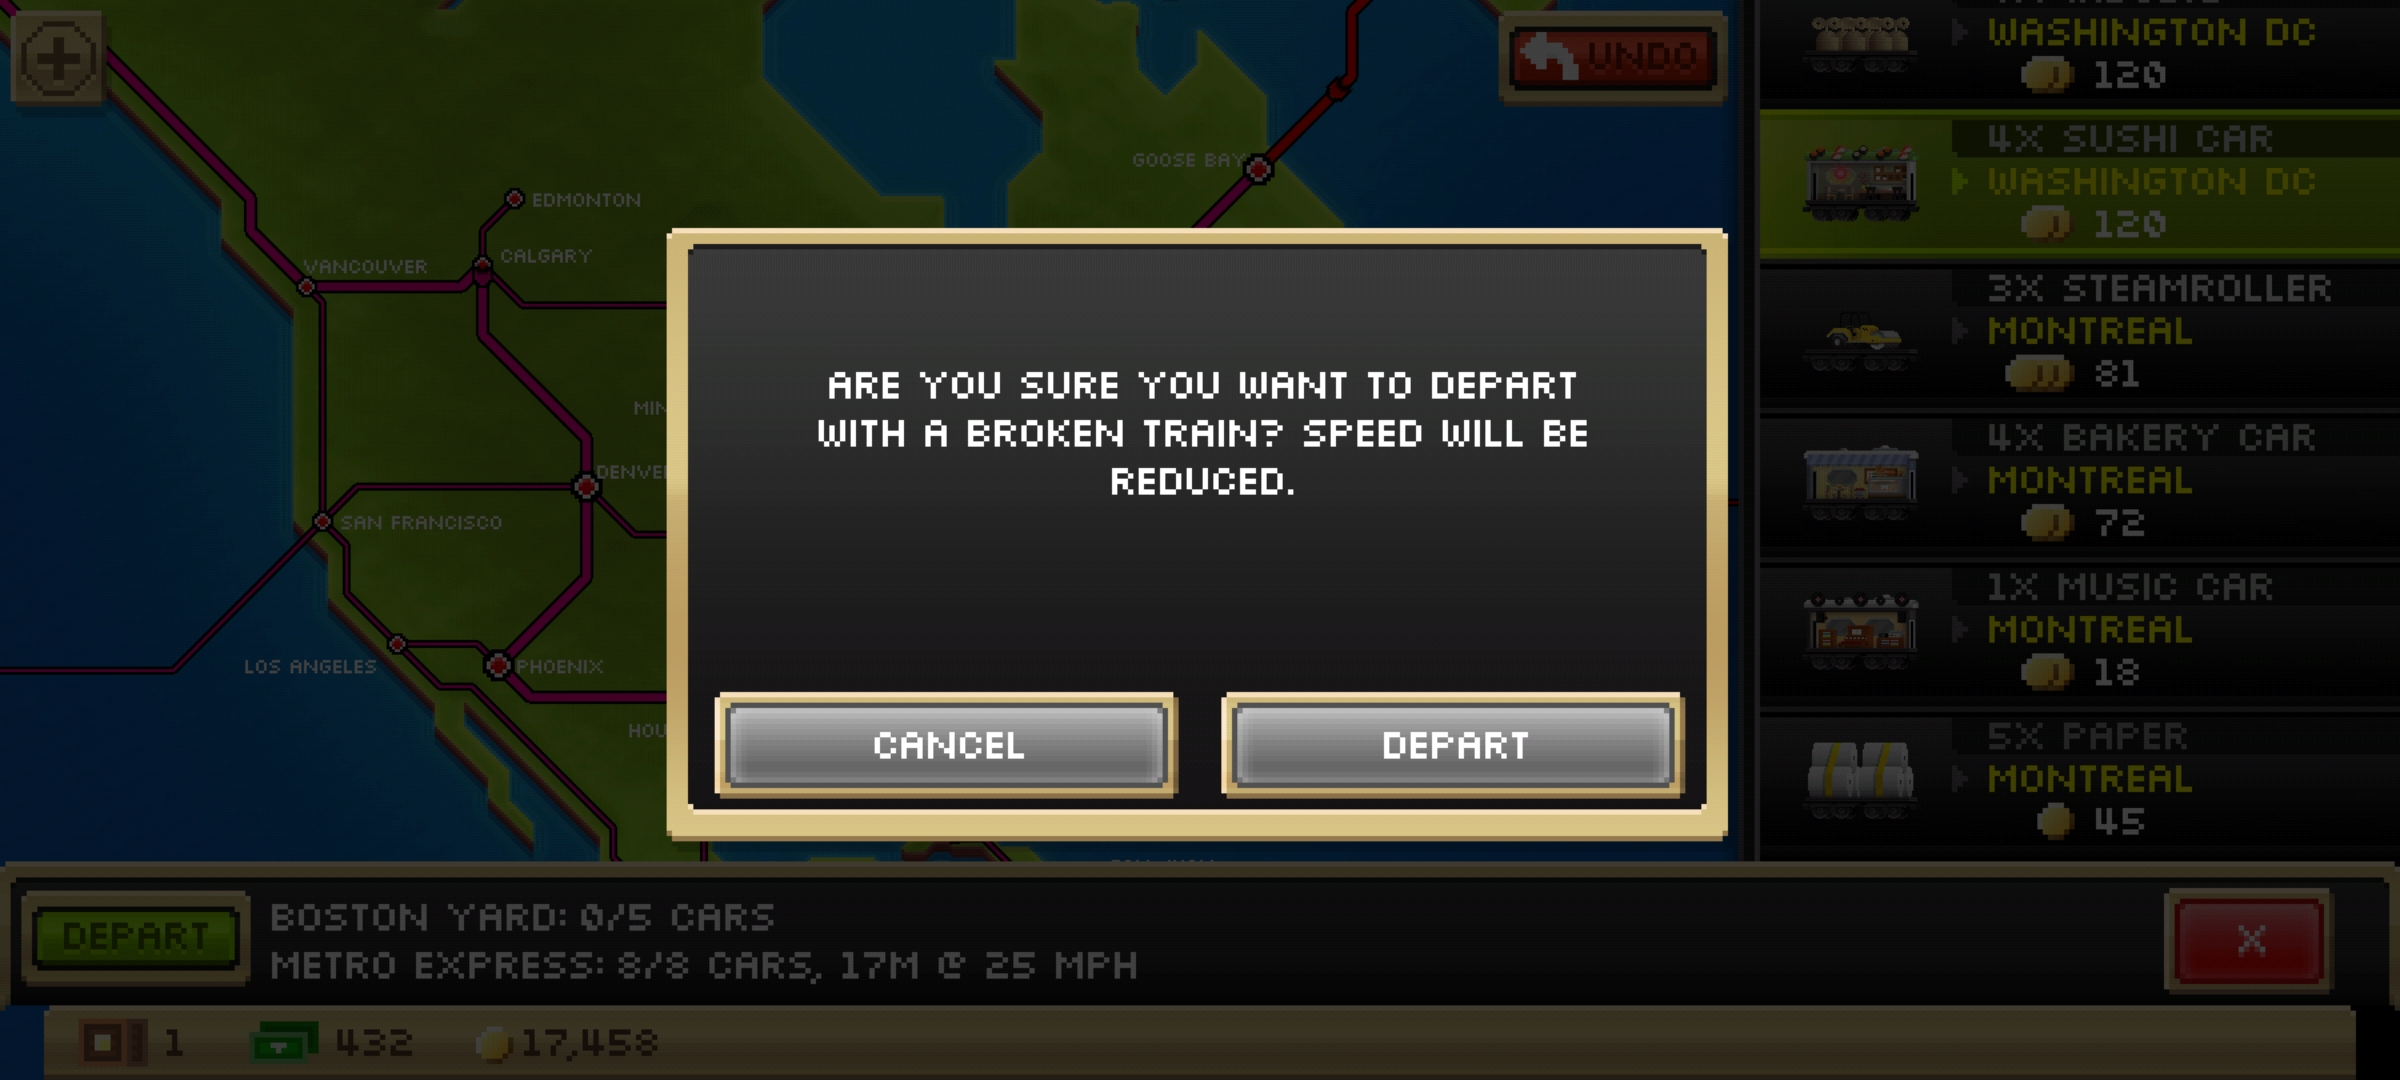 WASHINGTON DC
120
UNDO
4X SUSHI CAR
WASHINGTON DC
120
GOOSE BAY
EDMONTON
CALGARY
VANCOUVER
3X STEAMROLLER
MONTREAL
81
ARE YOU SURE YOU WANT TO DEPART
WITH A BROKEN TRAIN? SPEED WILL BE
REDUCED.
MIN
DENVE
SAN FRANCISCO
LOS ANGELES
PHOENIX
HOU
4X BAKERY CAR
MONTREAL
72
1X MUSIC CAR
MONTREAL
18
CANCEL
DEPART
5X PAPER
MONTREAL
45
DEPART
BOSTON YARD: 0/5 CARS
METRO EXPRESS: 8/8 CARS, 17M @ 25 MPH
X
1
432
17,458